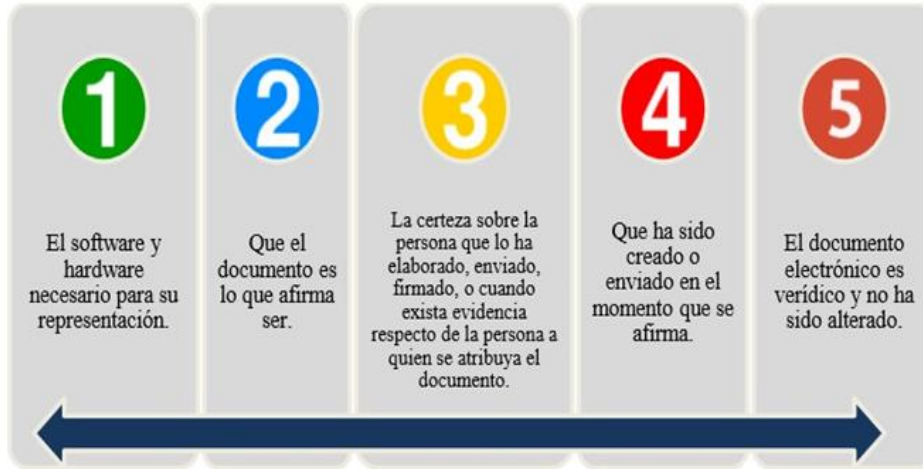 1
El software y
hardware
necesario para su
representación.
2
Que el
documento es
lo que afirma
ser.
3
La certeza sobre la
persona que lo ha
elaborado, enviado,
firmado, o cuando
exista evidencia
respecto de la persona a
quien se atribuya el
documento.
4
Que ha sido
creado o
enviado en el
momento que se
afirma.
5
El documento
electrónico es
verídico y no ha
sido alterado.